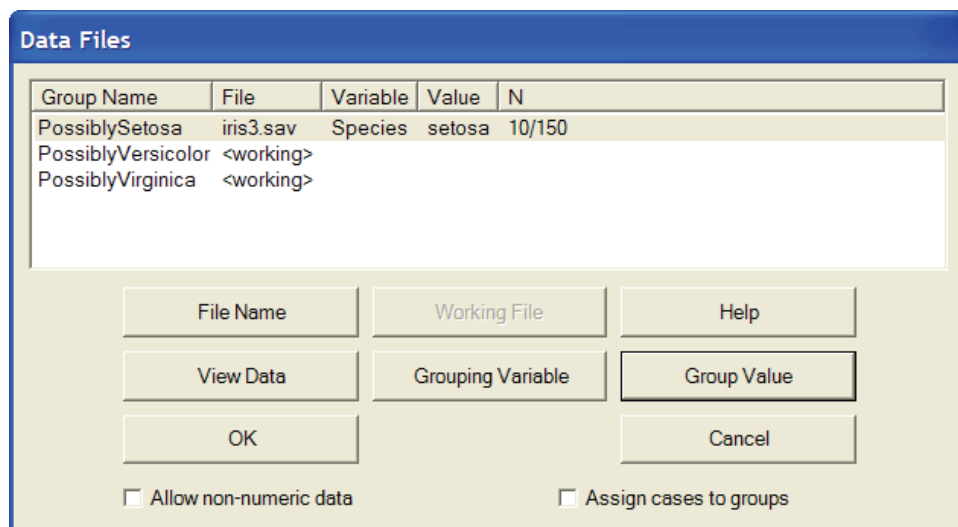 Data Files
Group Name File Variable Value N
PossiblySetosa iris3.sav Species setosa 10/150
PossiblyVersicolor <working>
PossiblyVirginica <working>
File Name Working File Help
View Data Grouping Variable Group Value
OK Cancel
Allow non-numeric data Assign cases to groups